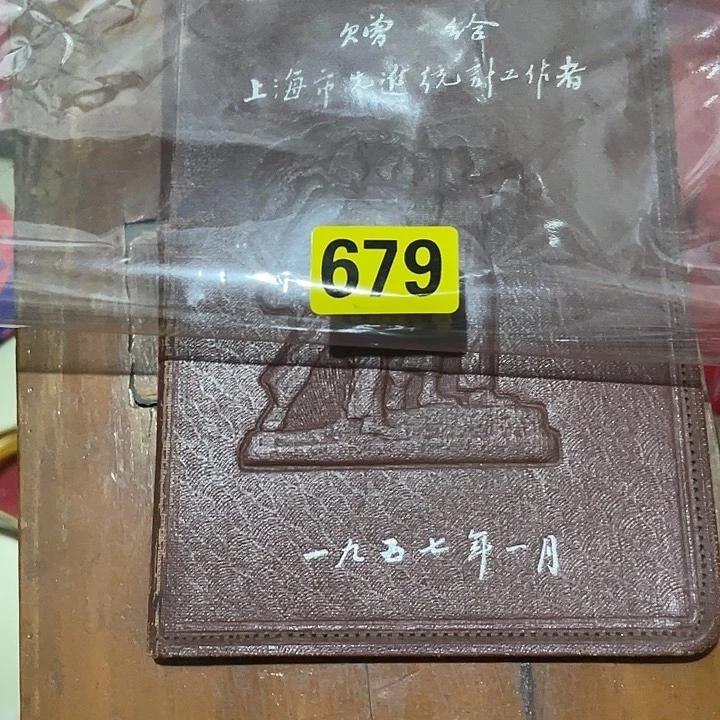 赠 给
上海市先进统計工作者
679
一九五七年一月